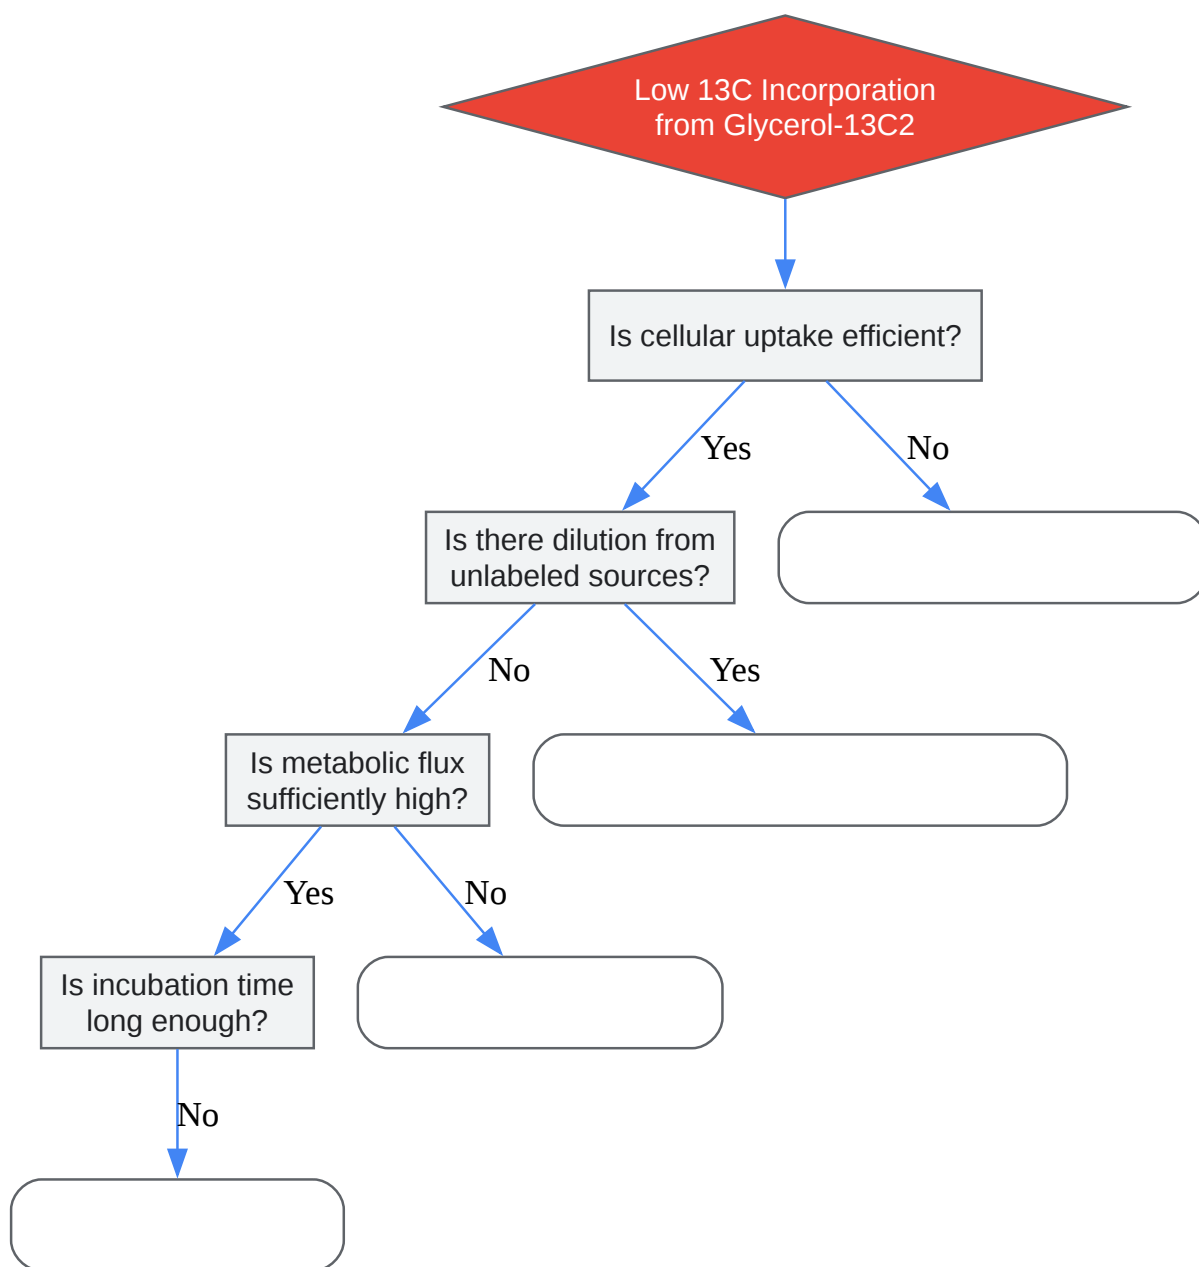 Low 13C Incorporation
from Glycerol-13C2
Is cellular uptake efficient?
Yes
No
Is there dilution from
unlabeled sources?
No
Yes
Is metabolic flux
sufficiently high?
Yes
No
Is incubation time
long enough?
No